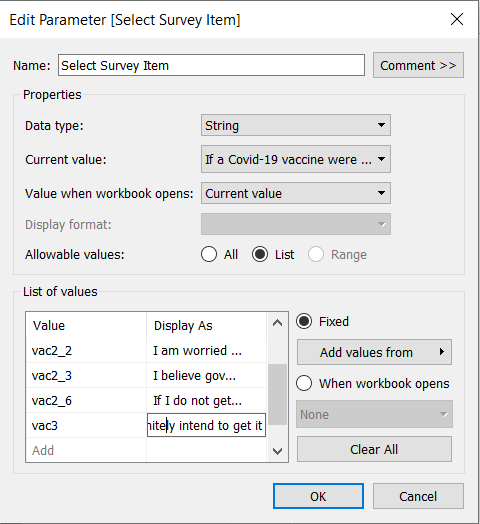 Edit Parameter [Select Survey Item]
Name: Select Survey Item Comment >>
Properties
Data type: String
Current value: If a Covid-19 vaccine were ...
Value when workbook opens: Current value
Display format:
Allowable values: All List Range
List of values
Value Display As
vac2_2 I am worried ...
vac2_3 I believe gov...
vac2_6 If I do not get...
vac3 nitely intend to get it
Add
Fixed
Add values from
When workbook opens
None
Clear All
OK Cancel